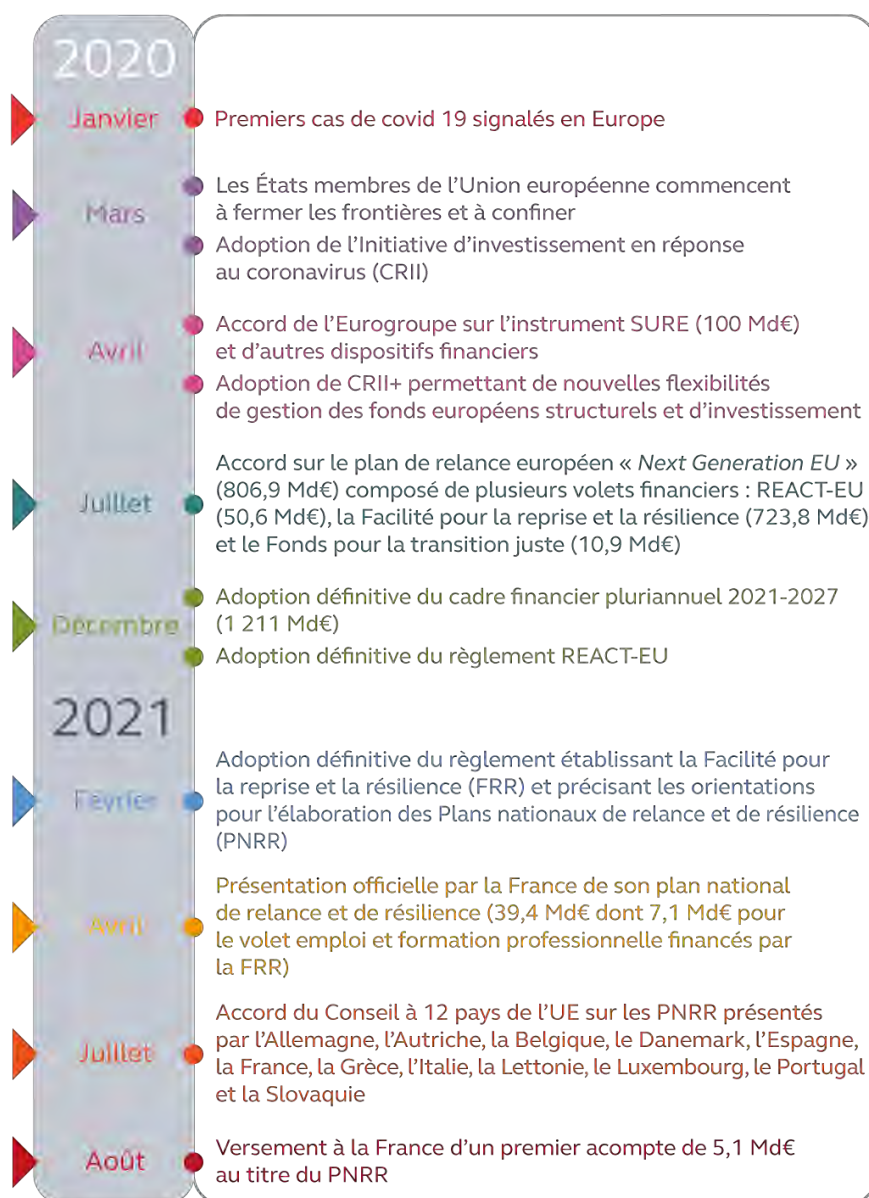 2020
Janvier
Premiers cas de covid 19 signalés en Europe
Mars
Les États membres de l’Union européenne commencent
à fermer les frontières et à confiner
Adoption de l’Initiative d’investissement en réponse
au coronavirus (CRII)
Avril
Accord de l’Eurogroupe sur l’instrument SURE (100 Md€)
et d’autres dispositifs financiers
Adoption de CRII+ permettant de nouvelles flexibilités
de gestion des fonds européens structurels et d’investissement
Juillet
Accord sur le plan de relance européen « Next Generation EU »
(806,9 Md€) composé de plusieurs volets financiers : REACT-EU
(50,6 Md€), la Facilité pour la reprise et la résilience (723,8 Md€)
et le Fonds pour la transition juste (10,9 Md€)
Décembre
Adoption définitive du cadre financier pluriannuel 2021-2027
(1 211 Md€)
Adoption définitive du règlement REACT-EU
2021
Février
Adoption définitive du règlement établissant la Facilité pour
la reprise et la résilience (FRR) et précisant les orientations
pour l’élaboration des Plans nationaux de relance et de résilience
(PNRR)
Avril
Présentation officielle par la France de son plan national
de relance et de résilience (39,4 Md€ dont 7,1 Md€ pour
le volet emploi et formation professionnelle financés par
la FRR)
Juillet
Accord du Conseil à 12 pays de l’UE sur les PNRR présentés
par l’Allemagne, l’Autriche, la Belgique, le Danemark, l’Espagne,
la France, la Grèce, l’Italie, la Lettonie, le Luxembourg, le Portugal
et la Slovaquie
Août
Versement à la France d’un premier acompte de 5,1 Md€
au titre du PNRR